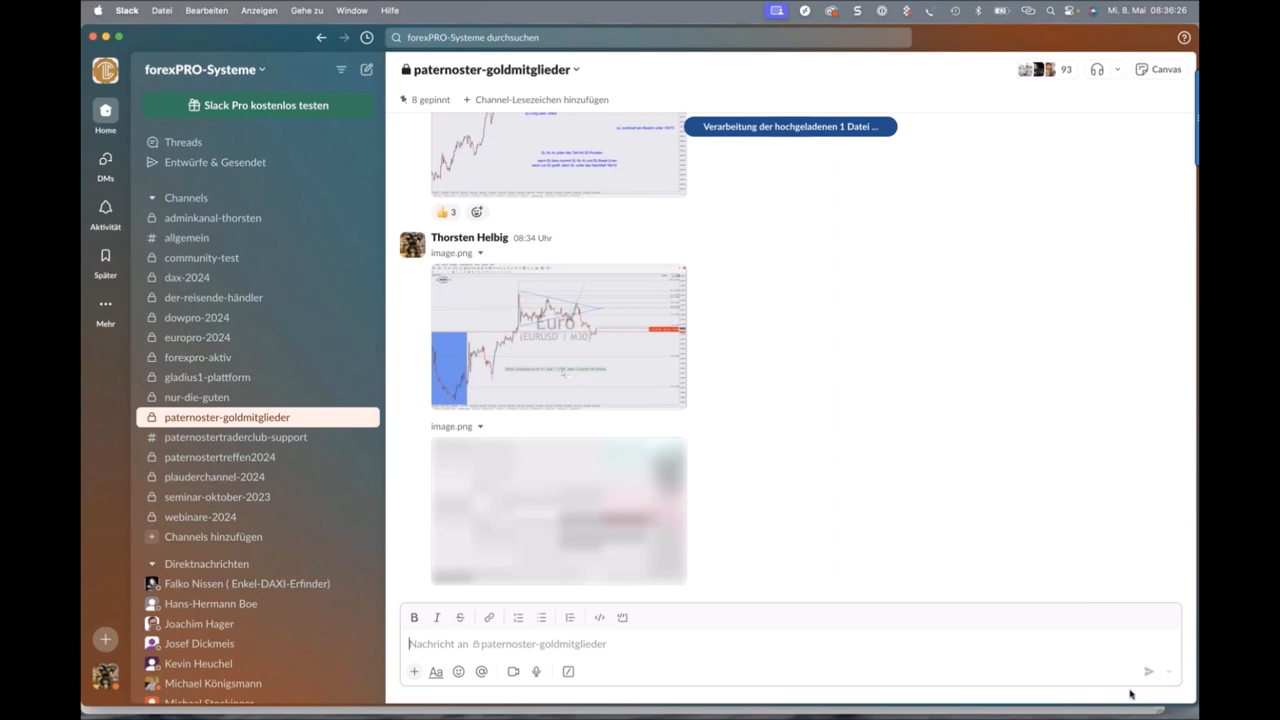 Slack Datei Bearbeiten Anzeigen Gehe zu Window Hilfe
Mi. 8. Mai 08:36:26
forexPRO-Systeme durchsuchen
forexPRO-Systeme
paternoster-goldmitglieder
93
Canvas
Slack Pro kostenlos testen
8 gepinnt
Channel-Lesezeichen hinzufügen
Verarbeitung der hochgeladenen 1 Datei ...
Home
DMs
Aktivität
Später
Mehr
Threads
Entwürfe & Gesendet
Channels
adminkanal-thorsten
allgemein
community-test
dax-2024
der-reisende-händler
dowpro-2024
europro-2024
forexpro-aktiv
gladius1-plattform
nur-die-guten
paternoster-goldmitglieder
paternostertraderclub-support
paternostertreffen2024
plauderchannel-2024
seminar-oktober-2023
webinare-2024
Channels hinzufügen
Direktnachrichten
Falko Nissen ( Enkel-DAXI-Erfinder)
Hans-Hermann Boe
Joachim Hager
Josef Dickmeis
Kevin Heuchel
Michael Königsmann
3
Thorsten Helbig 08:34 Uhr
image.png
Euro
(EURUSD | M30)
image.png
Nachricht an paternoster-goldmitglieder